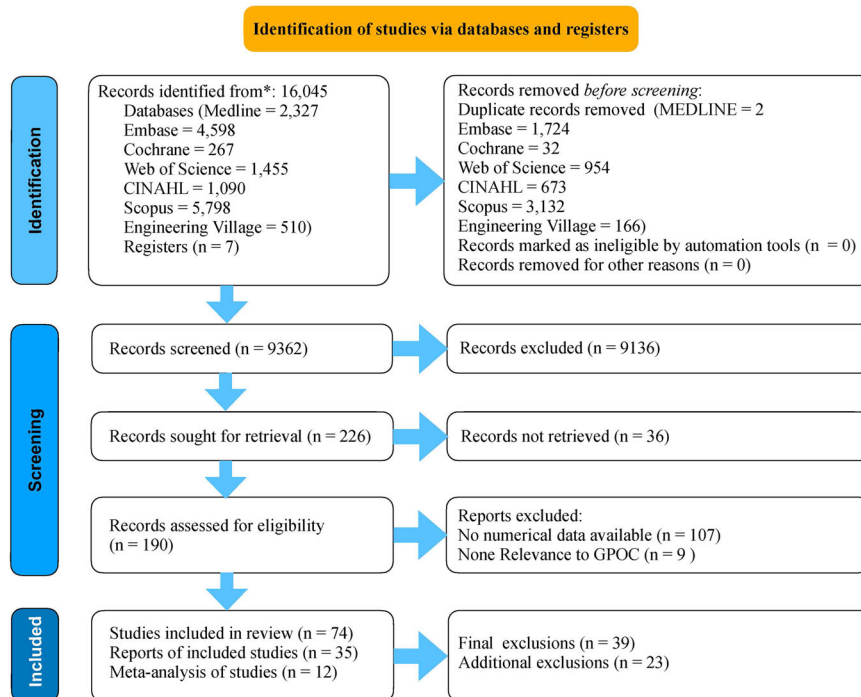 Identification of studies via databases and registers
Identification
Records identified from*: 16,045
Databases (Medline = 2,327
Embase = 4,598
Cochrane = 267
Web of Science = 1,455
CINAHL = 1,090
Scopus = 5,798
Engineering Village = 510)
Registers (n = 7)
Records removed before screening:
Duplicate records removed (MEDLINE = 2
Embase = 1,724
Cochrane = 32
Web of Science = 954
CINAHL = 673
Scopus = 3,132
Engineering Village = 166)
Records marked as ineligible by automation tools (n = 0)
Records removed for other reasons (n = 0)
Screening
Records screened (n = 9362)
Records excluded (n = 9136)
Records sought for retrieval (n = 226)
Records not retrieved (n = 36)
Records assessed for eligibility
(n = 190)
Reports excluded:
No numerical data available (n = 107)
None Relevance to GPOC (n = 9 )
Included
Studies included in review (n = 74)
Reports of included studies (n = 35)
Meta-analysis of studies (n = 12)
Final exclusions (n = 39)
Additional exclusions (n = 23)